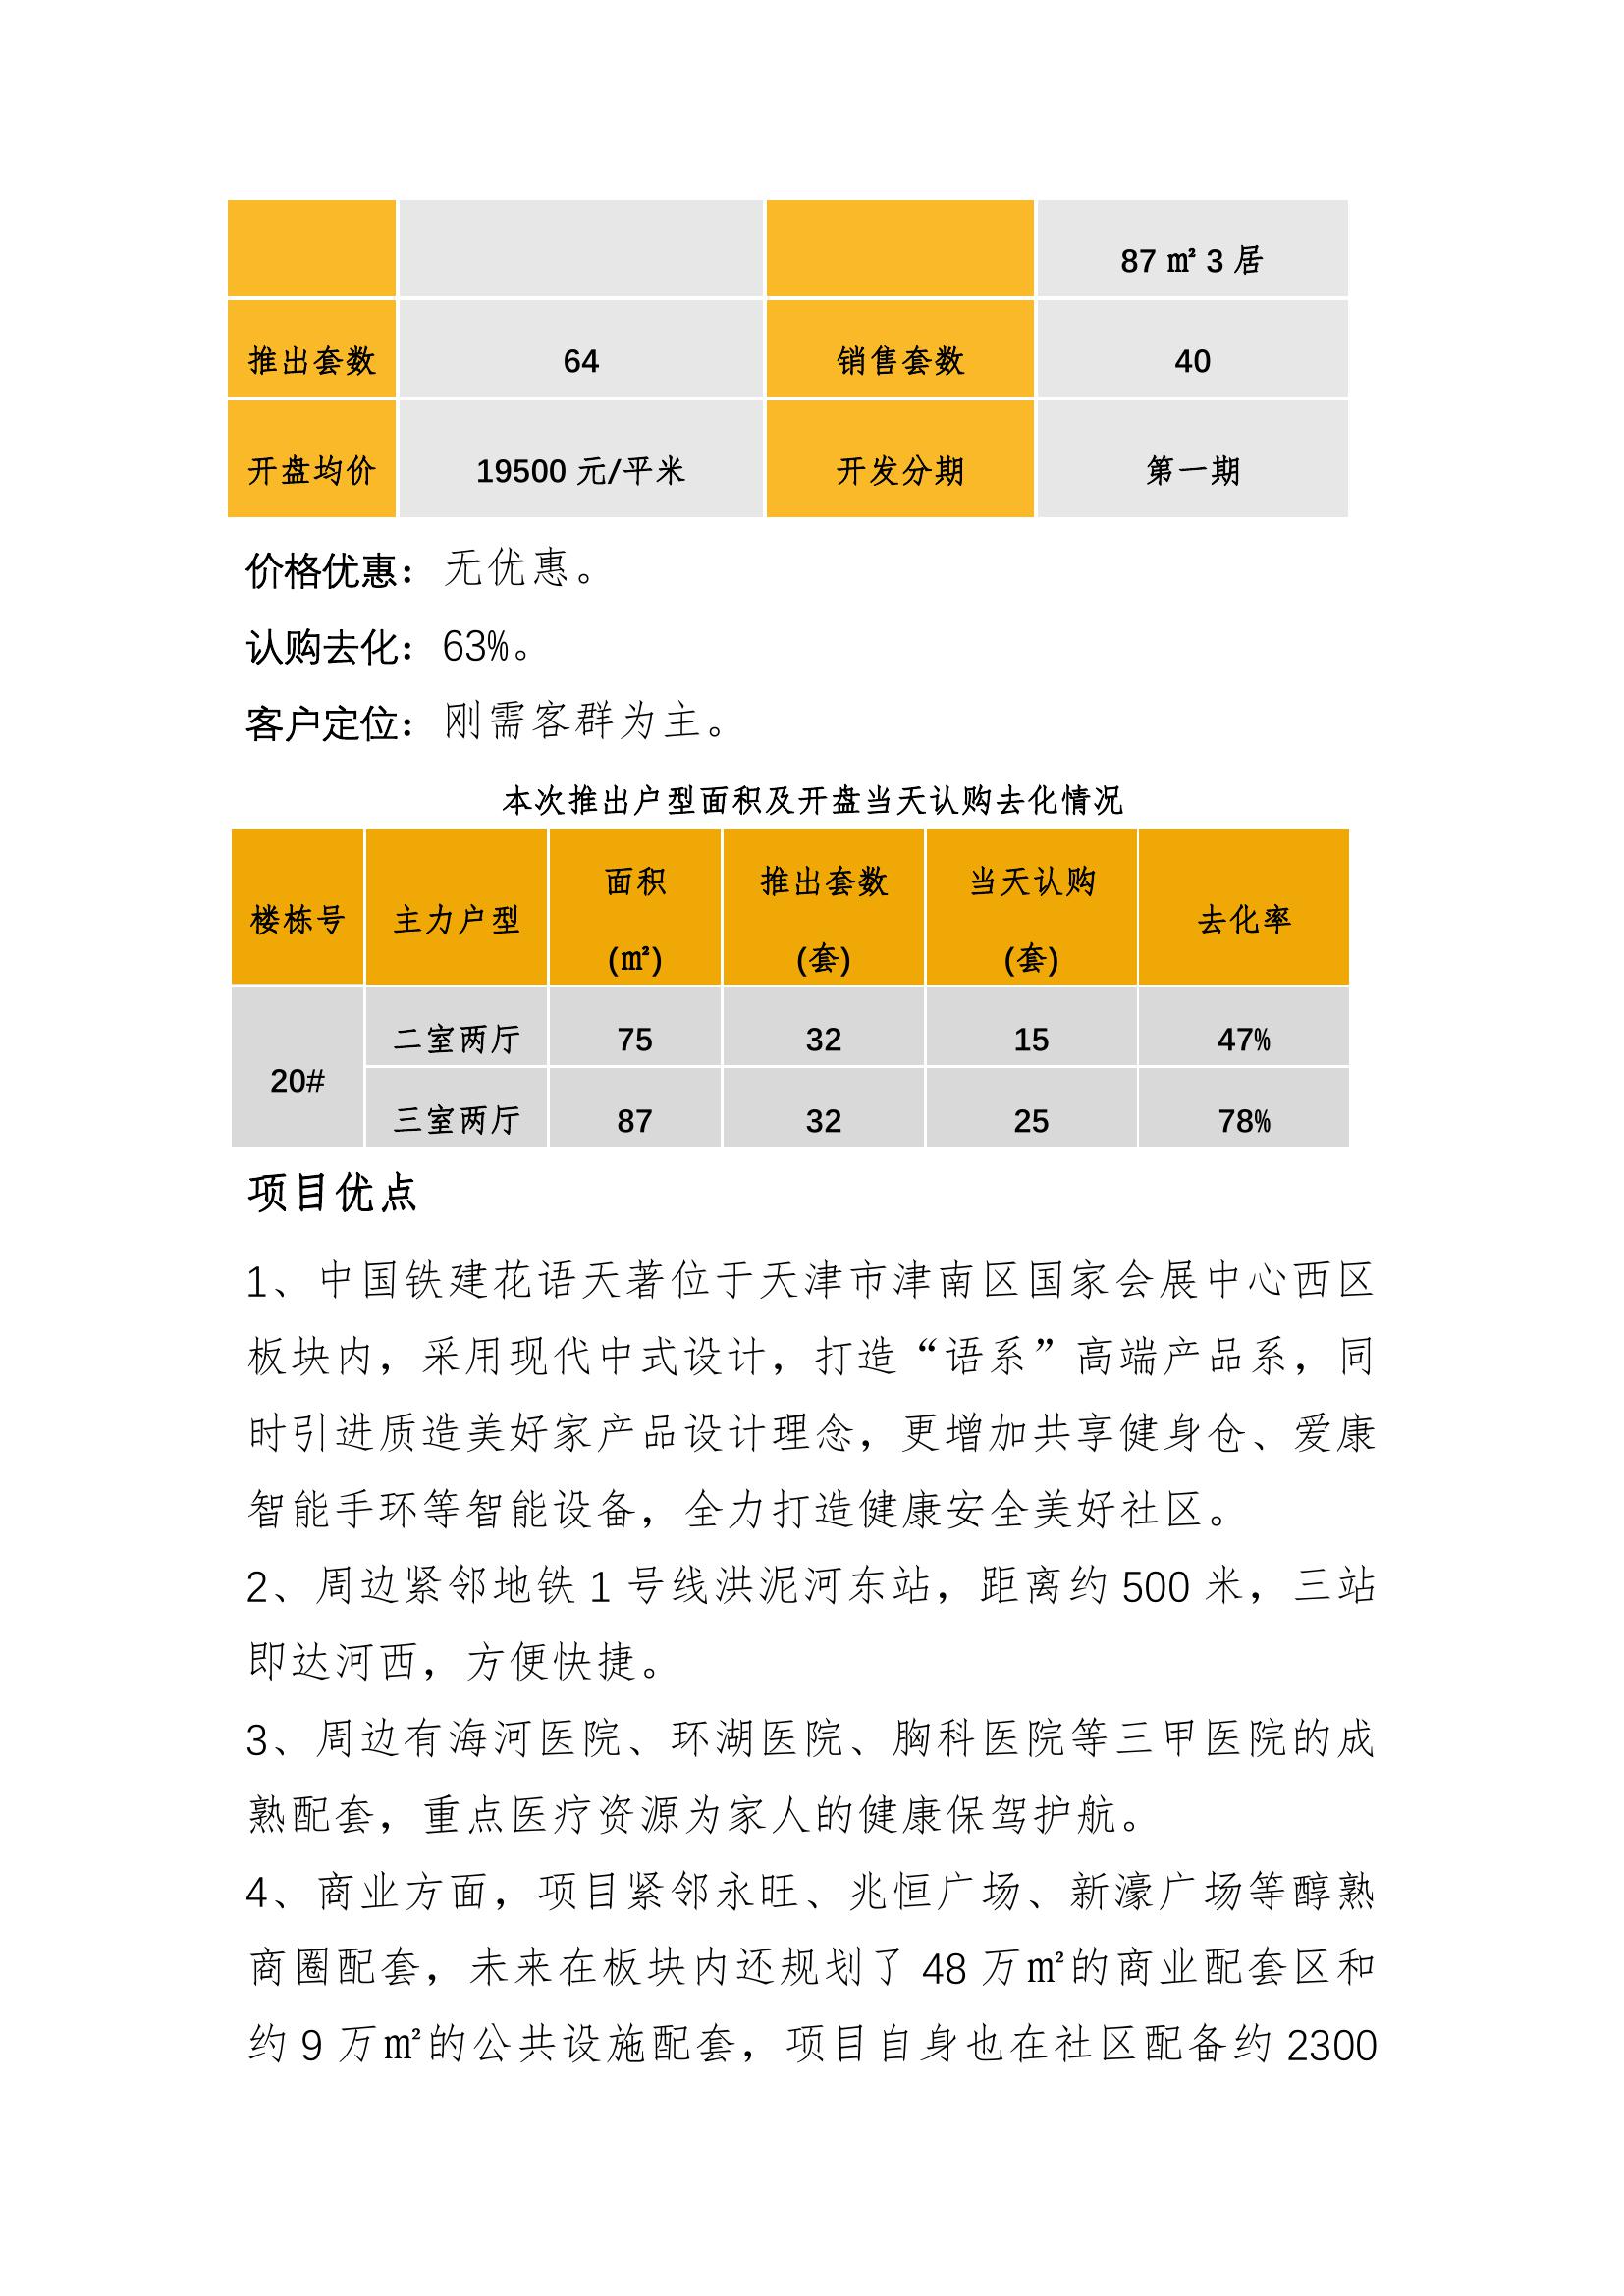 87 ㎡ 3 居
推出套数 64 销售套数 40
开盘均价 19500 元/平米 开发分期 第一期
价格优惠：无优惠。
认购去化：63%。
客户定位：刚需客群为主。
本次推出户型面积及开盘当天认购去化情况
楼栋号 主力户型 面积 (㎡) 推出套数 (套) 当天认购 (套) 去化率
20# 二室两厅 75 32 15 47%
三室两厅 87 32 25 78%
项目优点
1、中国铁建花语天著位于天津市津南区国家会展中心西区
板块内，采用现代中式设计，打造“语系”高端产品系，同
时引进质造美好家产品设计理念，更增加共享健身仓、爱康
智能手环等智能设备，全力打造健康安全美好社区。
2、周边紧邻地铁 1 号线洪泥河东站，距离约 500 米，三站
即达河西，方便快捷。
3、周边有海河医院、环湖医院、胸科医院等三甲医院的成
熟配套，重点医疗资源为家人的健康保驾护航。
4、商业方面，项目紧邻永旺、兆恒广场、新濠广场等醇熟
商圈配套，未来在板块内还规划了 48 万㎡的商业配套区和
约 9 万㎡的公共设施配套，项目自身也在社区配备约 2300